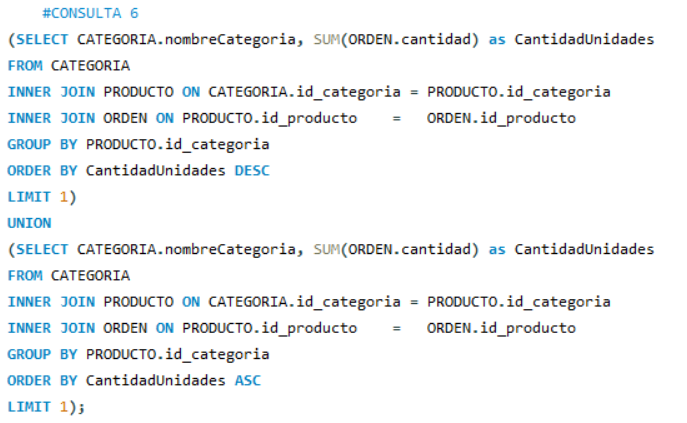 #CONSULTA 6
(SELECT CATEGORIA.nombreCategoria, SUM(ORDEN.cantidad) as CantidadUnidades
FROM CATEGORIA
INNER JOIN PRODUCTO ON CATEGORIA.id_categoria = PRODUCTO.id_categoria
INNER JOIN ORDEN ON PRODUCTO.id_producto    =   ORDEN.id_producto
GROUP BY PRODUCTO.id_categoria
ORDER BY CantidadUnidades DESC
LIMIT 1)
UNION
(SELECT CATEGORIA.nombreCategoria, SUM(ORDEN.cantidad) as CantidadUnidades
FROM CATEGORIA
INNER JOIN PRODUCTO ON CATEGORIA.id_categoria = PRODUCTO.id_categoria
INNER JOIN ORDEN ON PRODUCTO.id_producto    =   ORDEN.id_producto
GROUP BY PRODUCTO.id_categoria
ORDER BY CantidadUnidades ASC
LIMIT 1);